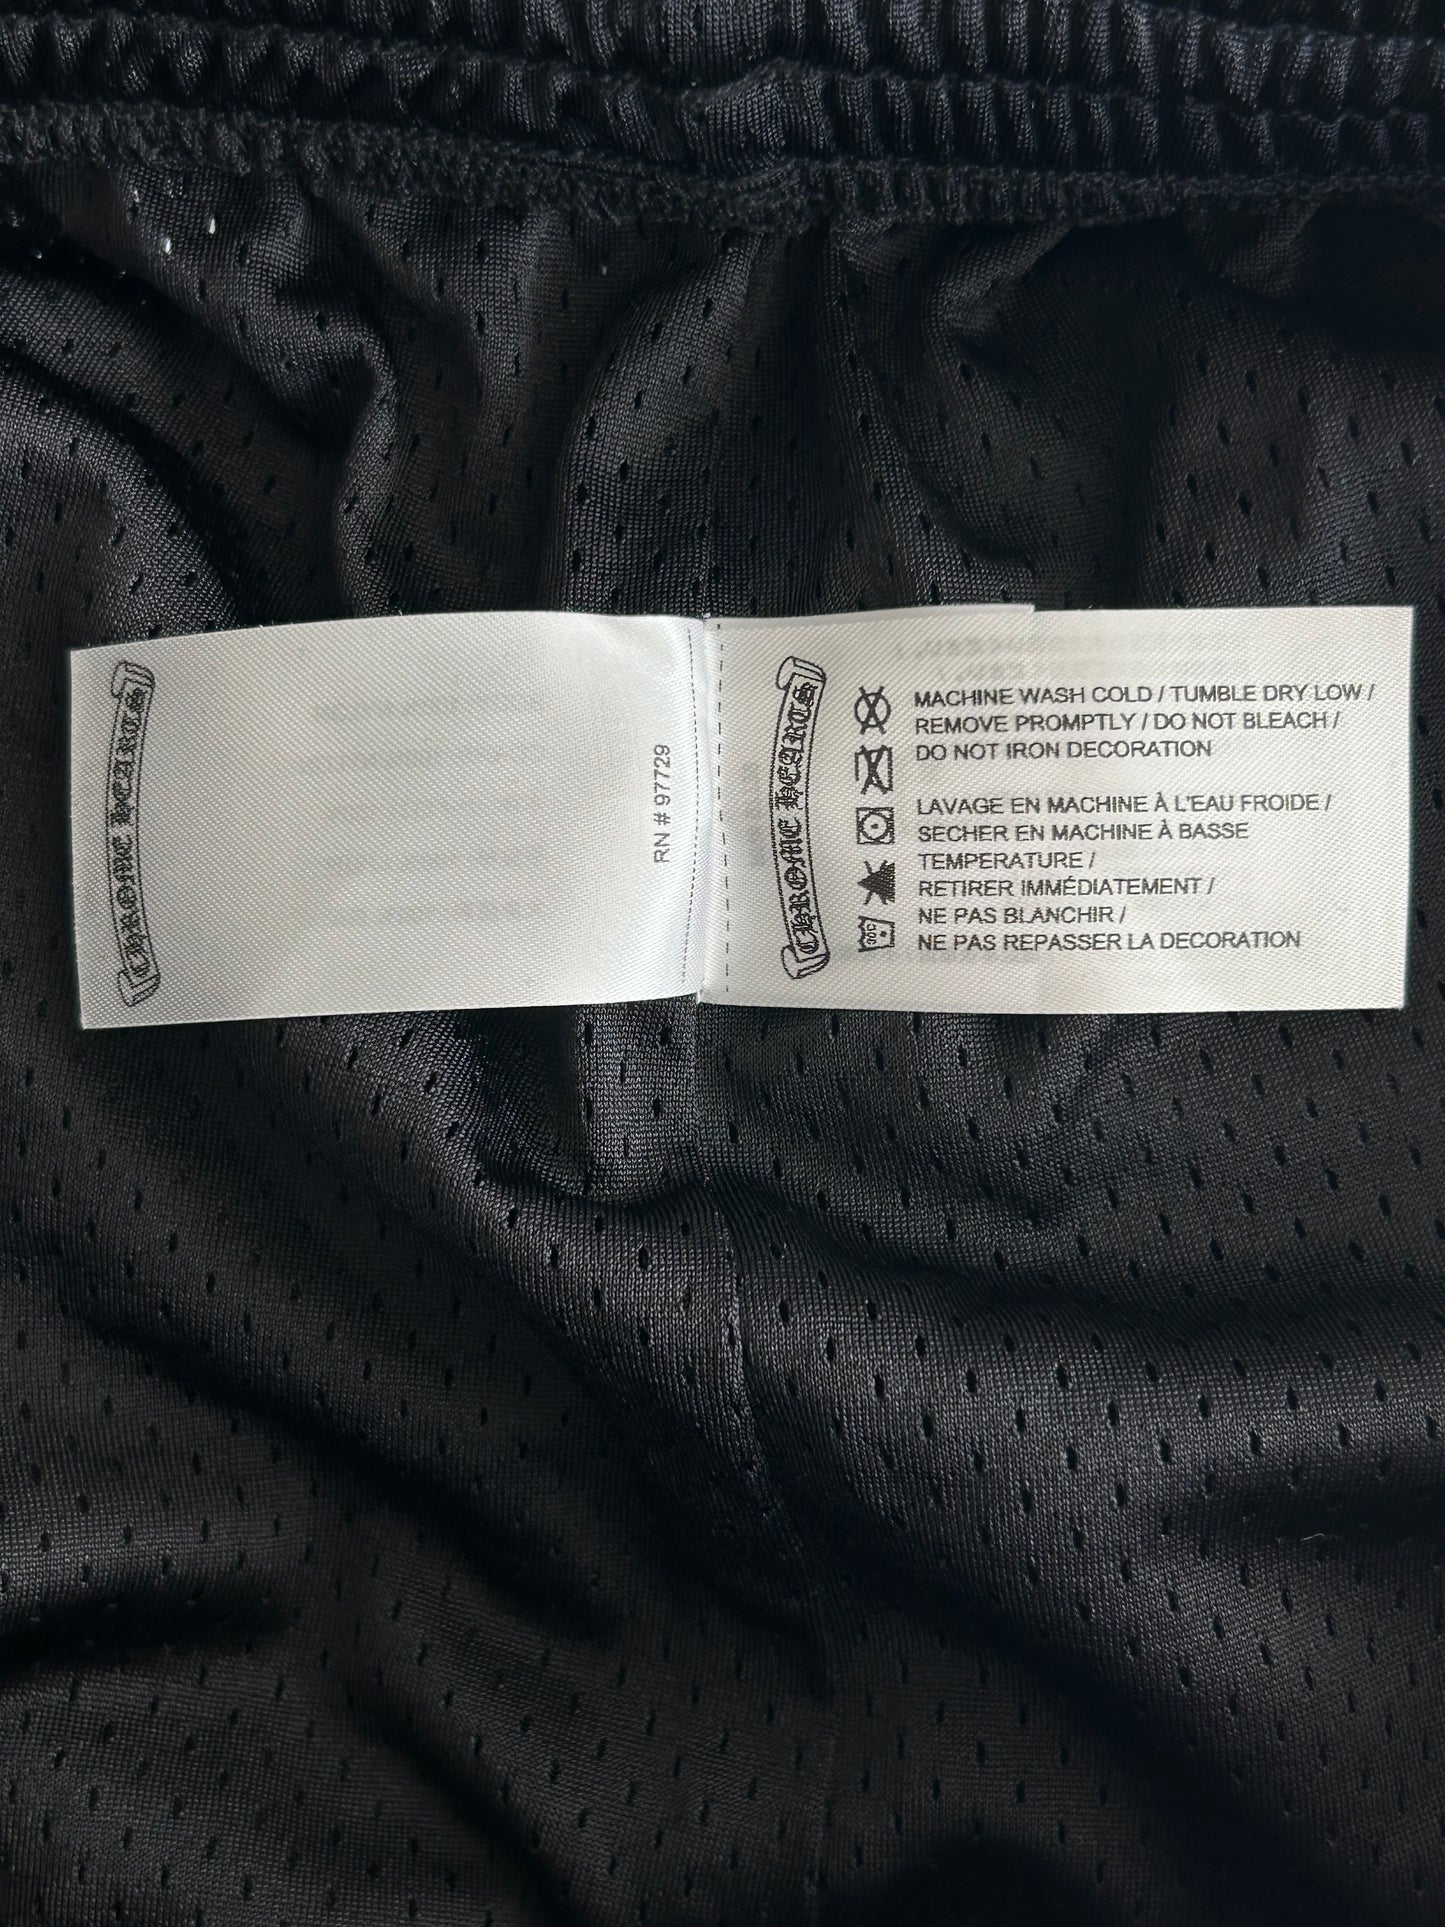 CHROME HEARTS
RN # 97729
CHROME HEARTS
MACHINE WASH COLD / TUMBLE DRY LOW /
REMOVE PROMPTLY / DO NOT BLEACH /
DO NOT IRON DECORATION
LAVAGE EN MACHINE À L'EAU FROIDE /
SECHER EN MACHINE À BASSE
TEMPERATURE /
RETIRER IMMÉDIATEMENT /
NE PAS BLANCHIR /
NE PAS REPASSER LA DECORATION